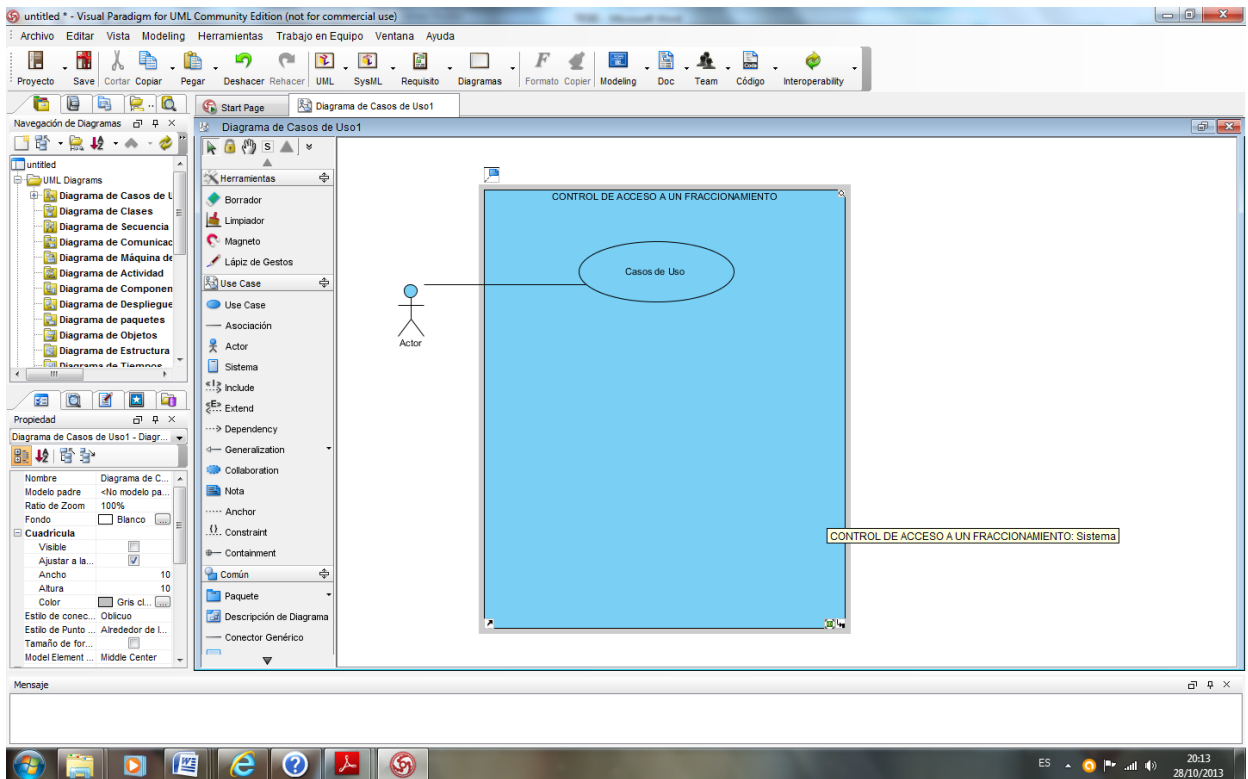 untitled * - Visual Paradigm for UML Community Edition (not for commercial use)
Archivo Editar Vista Modeling Herramientas Trabajo en Equipo Ventana Ayuda
Proyecto Save Cortar Copiar Pegar Deshacer Rehacer UML SysML Requisito Diagramas Formato Copier Modeling Doc Team Código Interoperability
Start Page Diagrama de Casos de Uso1
Navegación de Diagramas
Diagrama de Casos de Uso1
untitled
UML Diagrams
Diagrama de Casos de U
Diagrama de Clases
Diagrama de Secuencia
Diagrama de Comunicac
Diagrama de Máquina de
Diagrama de Actividad
Diagrama de Componen
Diagrama de Despliegue
Diagrama de paquetes
Diagrama de Objetos
Diagrama de Estructura
Diagrama de Tiempos
Propiedad
Diagrama de Casos de Uso1 - Diagr...
Nombre Diagrama de C...
Modelo padre <No modelo pa...
Ratio de Zoom 100%
Fondo Blanco ...
Cuadrícula
Visible
Ajustar a la...
Ancho 10
Altura 10
Color Gris cl... ...
Estilo de conec... Oblicuo
Estilo de Punto ... Alrededor de l...
Tamaño de for...
Model Element ... Middle Center
S
Herramientas
Borrador
Limpiador
Magneto
Lápiz de Gestos
Use Case
Use Case
Asociación
Actor
Sistema
Include
Extend
Dependency
Generalization
Collaboration
Nota
Anchor
Constraint
Containment
Común
Paquete
Descripción de Diagrama
Conector Genérico
CONTROL DE ACCESO A UN FRACCIONAMIENTO
Casos de Uso
Actor
CONTROL DE ACCESO A UN FRACCIONAMIENTO: Sistema
Mensaje
ES
20:13
28/10/2013